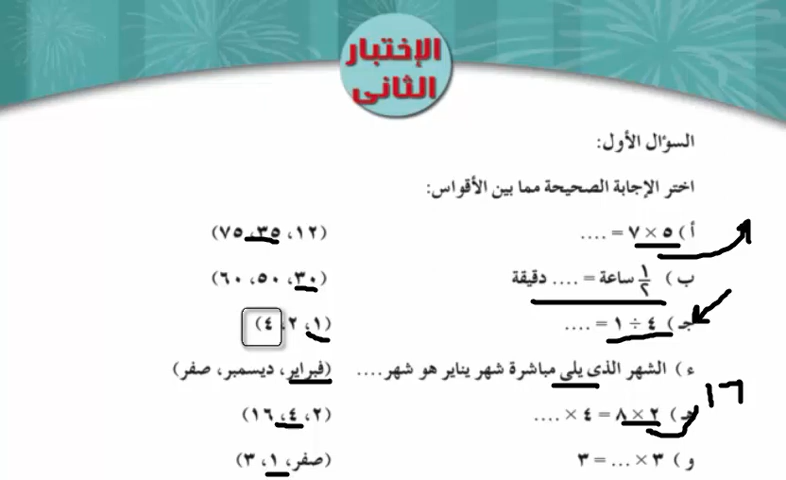 الإختبار
الثانى
السؤال الأول:
اختر الإجابة الصحيحة مما بين الأقواس:
أ ) ٥ × ٧ = .... (١٢، ٣٥، ٧٥)
ب ) ١/٢ ساعة = .... دقيقة (٣٠، ٥٠، ٦٠)
جـ ) ٤ ÷ ١ = .... (١، ٢، ٤)
ء ) الشهر الذى يلى مباشرة شهر يناير هو شهر .... (فبراير، ديسمبر، صفر)
هـ ) ٢ × ٨ = ٤ × .... (٢، ٤، ١٦)
١٦
و ) ٣ × ... = ٣ (صفر، ١، ٣)